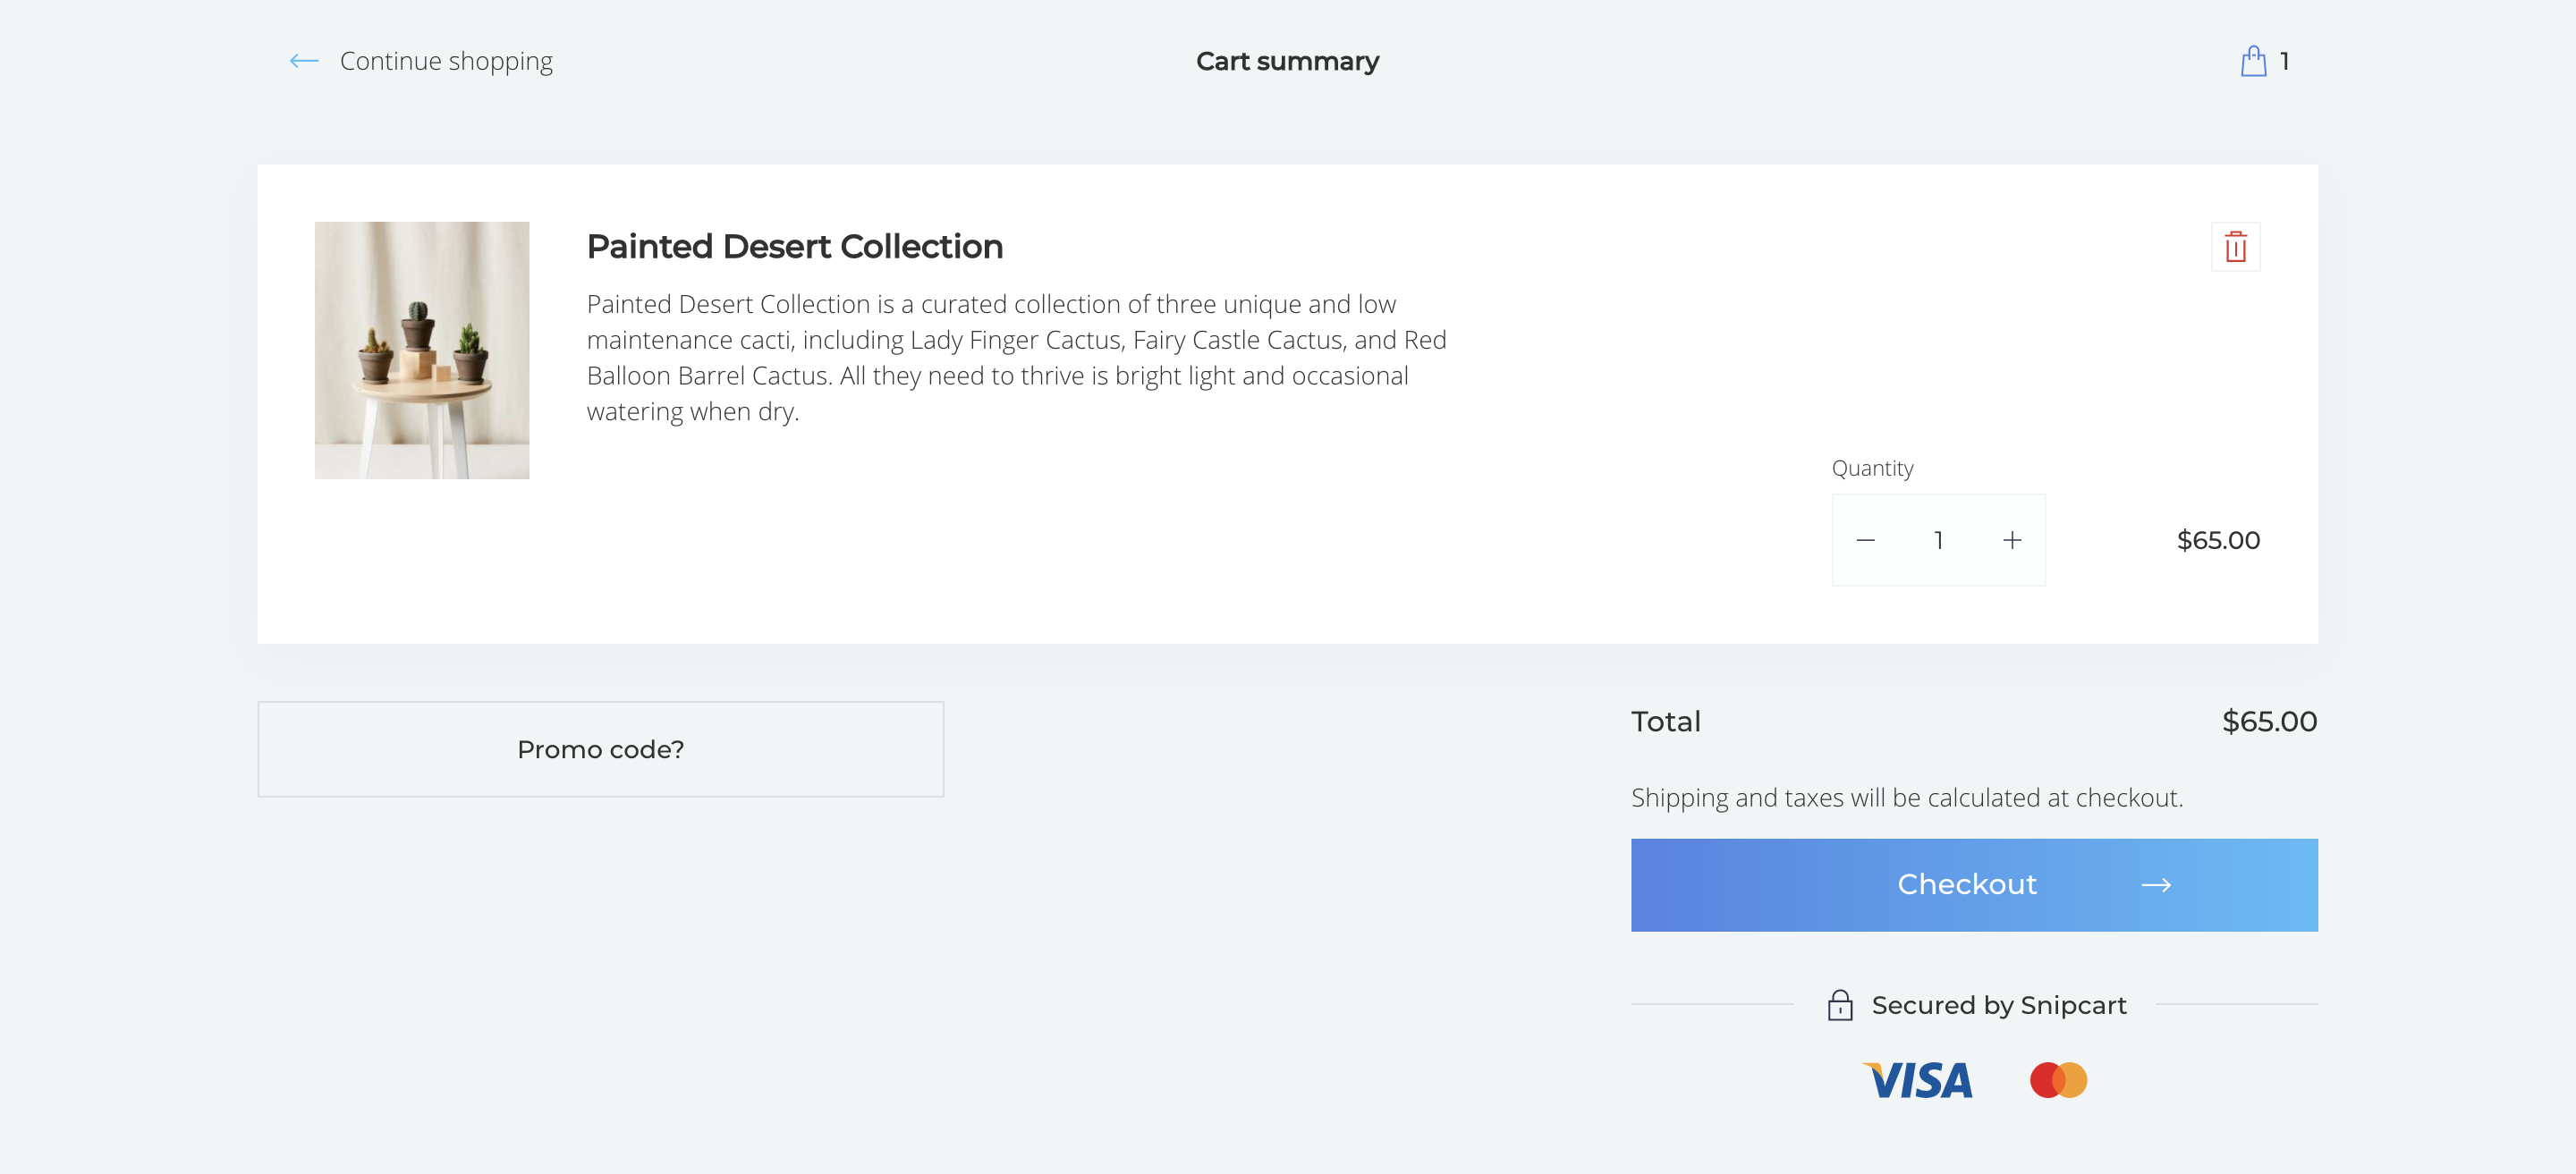 Continue shopping
Cart summary
1
Painted Desert Collection
Painted Desert Collection is a curated collection of three unique and low
maintenance cacti, including Lady Finger Cactus, Fairy Castle Cactus, and Red
Balloon Barrel Cactus. All they need to thrive is bright light and occasional
watering when dry.
Quantity
1
$65.00
Promo code?
Total
$65.00
Shipping and taxes will be calculated at checkout.
Checkout
Secured by Snipcart
VISA